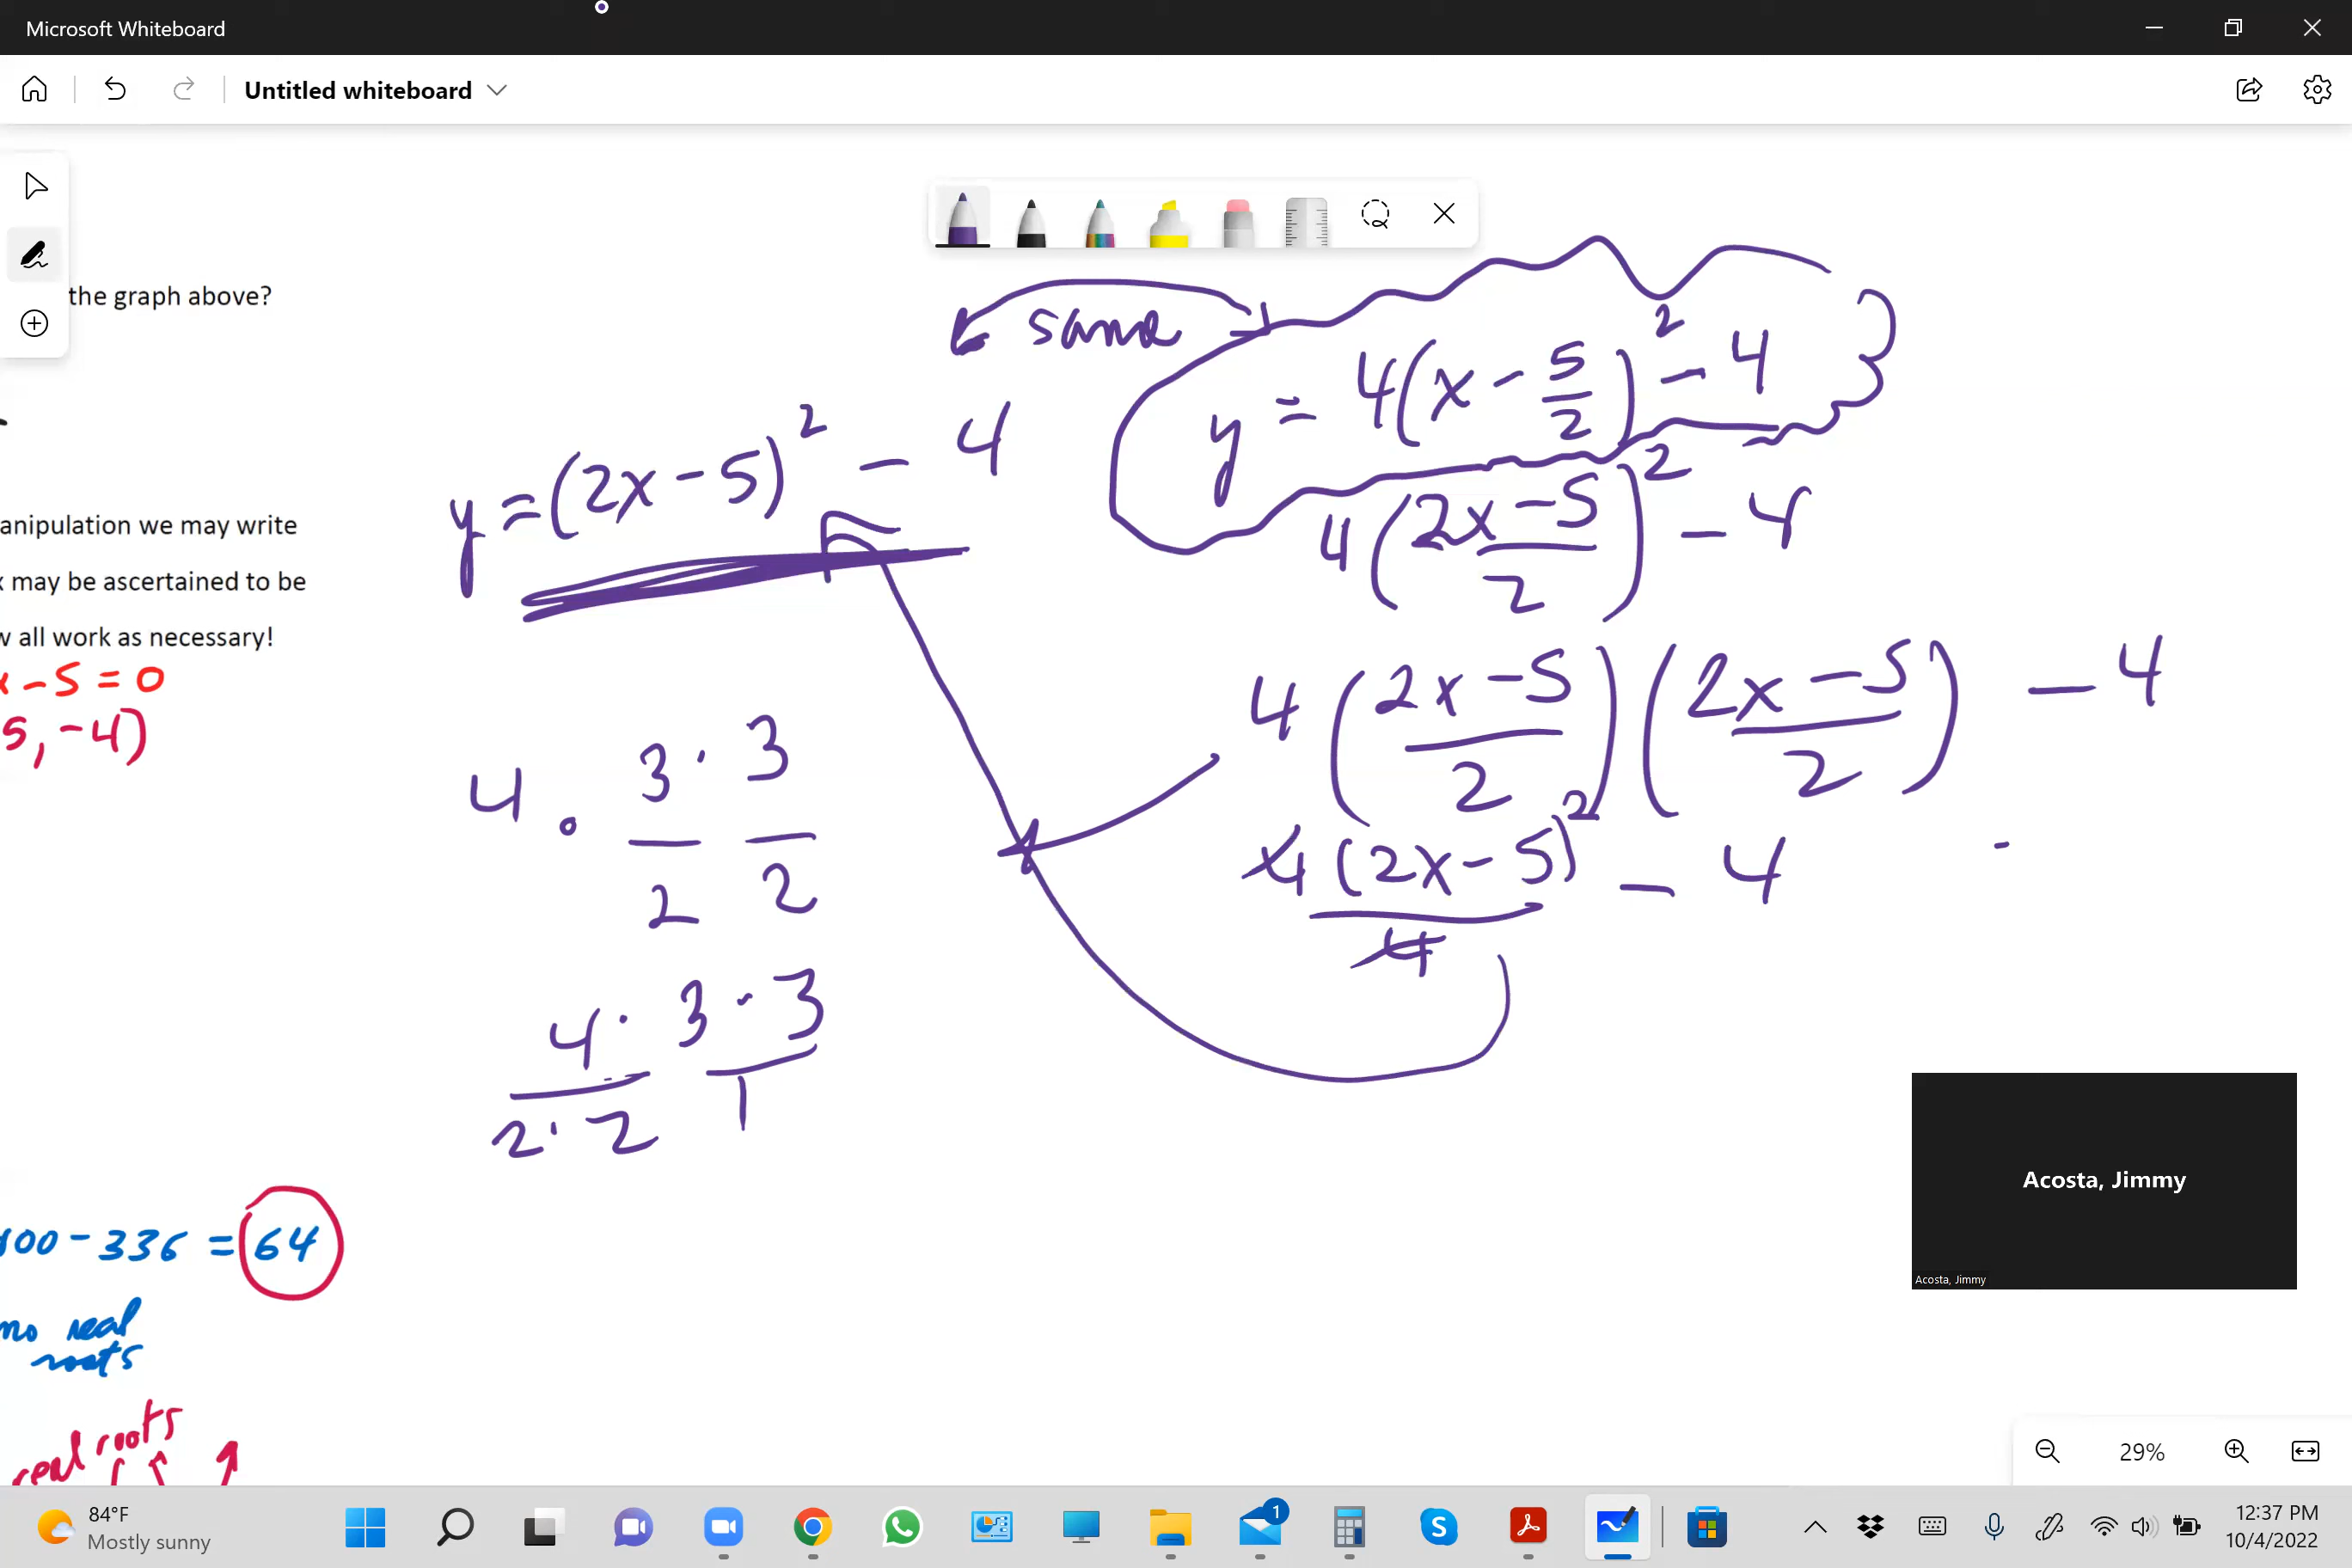 Microsoft Whiteboard
Untitled whiteboard
the graph above?
anipulation we may write
x may be ascertained to be
w all work as necessary!
x - 5 = 0
5, -4)
same
y = 4(x - 5/2)² - 4
y = (2x - 5)² - 4
4((2x - 5)/2)² - 4
4((2x - 5)/2)((2x - 5)/2) - 4
4(2x - 5)²/4 - 4
4 · 3/2 · 3/2
4 · 3 · 3
2 · 2 1
100 - 336 = 64
no real
roots
real roots
Acosta, Jimmy
Acosta, Jimmy
29%
84°F
Mostly sunny
1
S
12:37 PM
10/4/2022